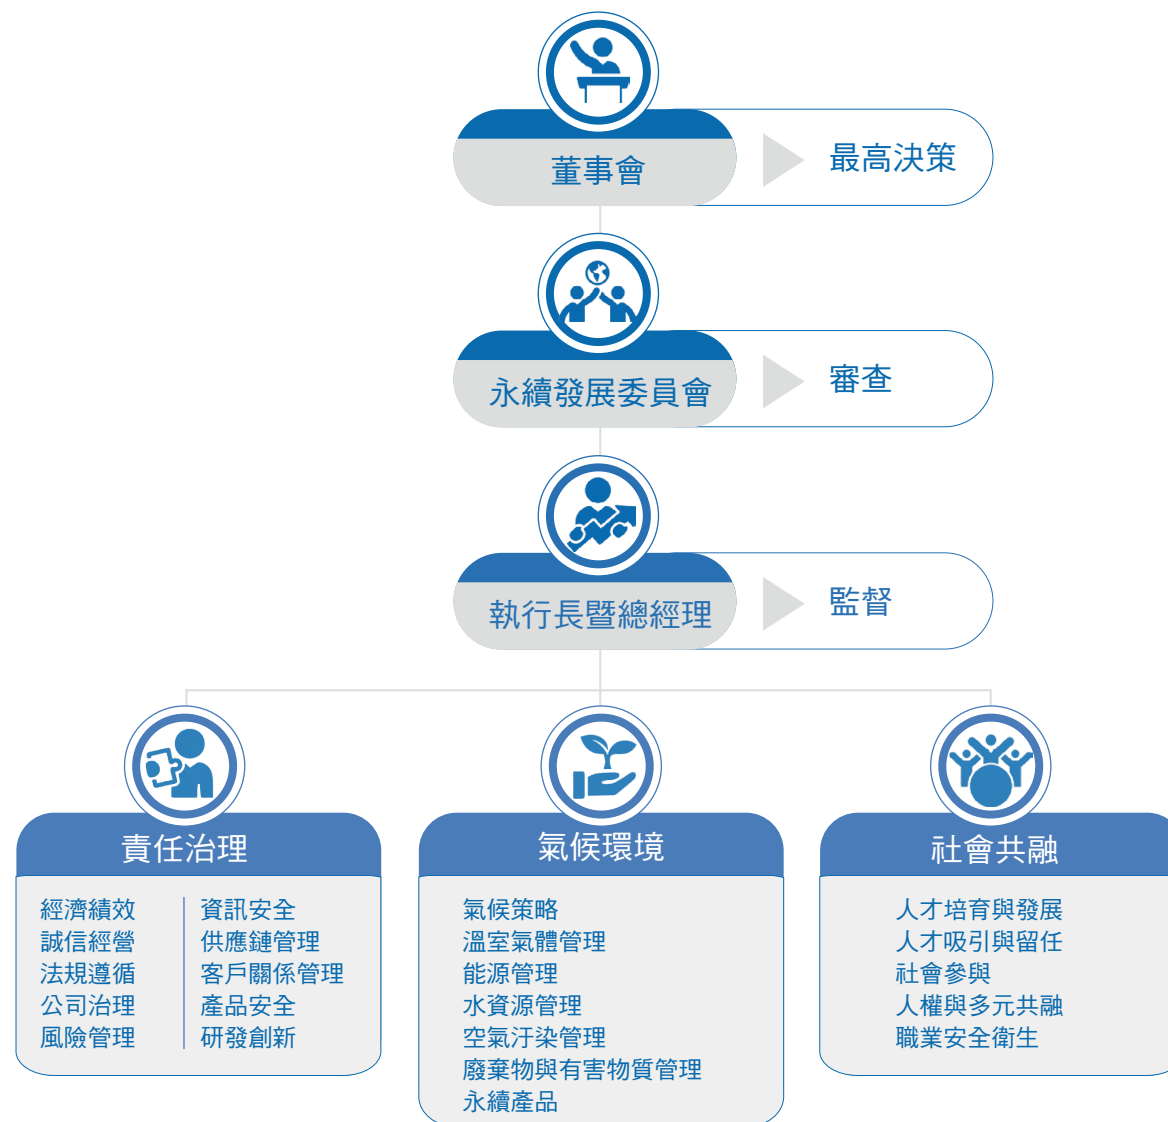 董事會
最高決策
永續發展委員會
審查
執行長暨總經理
監督
責任治理
經濟績效
誠信經營
法規遵循
公司治理
風險管理
資訊安全
供應鏈管理
客戶關係管理
產品安全
研發創新
氣候環境
氣候策略
溫室氣體管理
能源管理
水資源管理
空氣汙染管理
廢棄物與有害物質管理
永續產品
社會共融
人才培育與發展
人才吸引與留任
社會參與
人權與多元共融
職業安全衛生